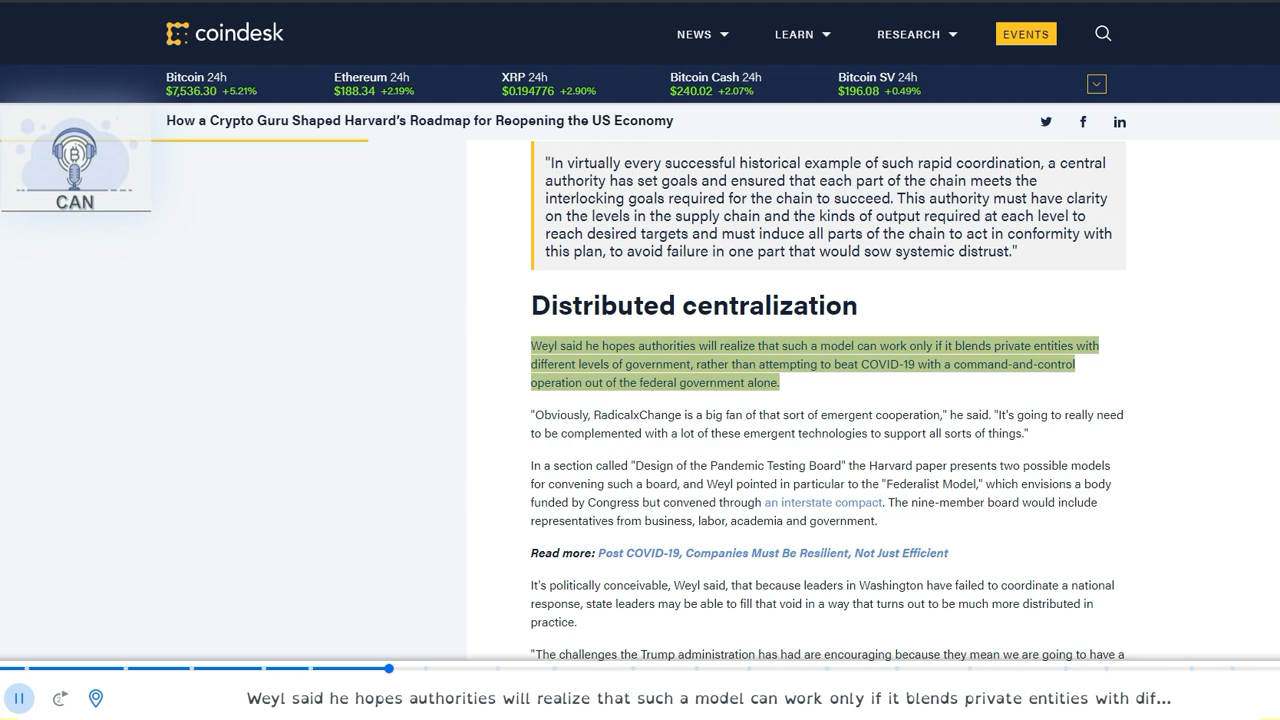 coindesk
NEWS
LEARN
RESEARCH
EVENTS
Bitcoin 24h
$7,536.30 +5.21%
Ethereum 24h
$188.34 +2.19%
XRP 24h
$0.194776 +2.90%
Bitcoin Cash 24h
$240.02 +2.07%
Bitcoin SV 24h
$196.08 +0.49%
How a Crypto Guru Shaped Harvard's Roadmap for Reopening the US Economy
CAN
"In virtually every successful historical example of such rapid coordination, a central
authority has set goals and ensured that each part of the chain meets the
interlocking goals required for the chain to succeed. This authority must have clarity
on the levels in the supply chain and the kinds of output required at each level to
reach desired targets and must induce all parts of the chain to act in conformity with
this plan, to avoid failure in one part that would sow systemic distrust."
Distributed centralization
Weyl said he hopes authorities will realize that such a model can work only if it blends private entities with
different levels of government, rather than attempting to beat COVID-19 with a command-and-control
operation out of the federal government alone.
"Obviously, RadicalxChange is a big fan of that sort of emergent cooperation," he said. "It's going to really need
to be complemented with a lot of these emergent technologies to support all sorts of things."
In a section called "Design of the Pandemic Testing Board" the Harvard paper presents two possible models
for convening such a board, and Weyl pointed in particular to the "Federalist Model," which envisions a body
funded by Congress but convened through an interstate compact. The nine-member board would include
representatives from business, labor, academia and government.
Read more: Post COVID-19, Companies Must Be Resilient, Not Just Efficient
It's politically conceivable, Weyl said, that because leaders in Washington have failed to coordinate a national
response, state leaders may be able to fill that void in a way that turns out to be much more distributed in
practice.
"The challenges the Trump administration has had are encouraging because they mean we are going to have a
Weyl said he hopes authorities will realize that such a model can work only if it blends private entities with dif...